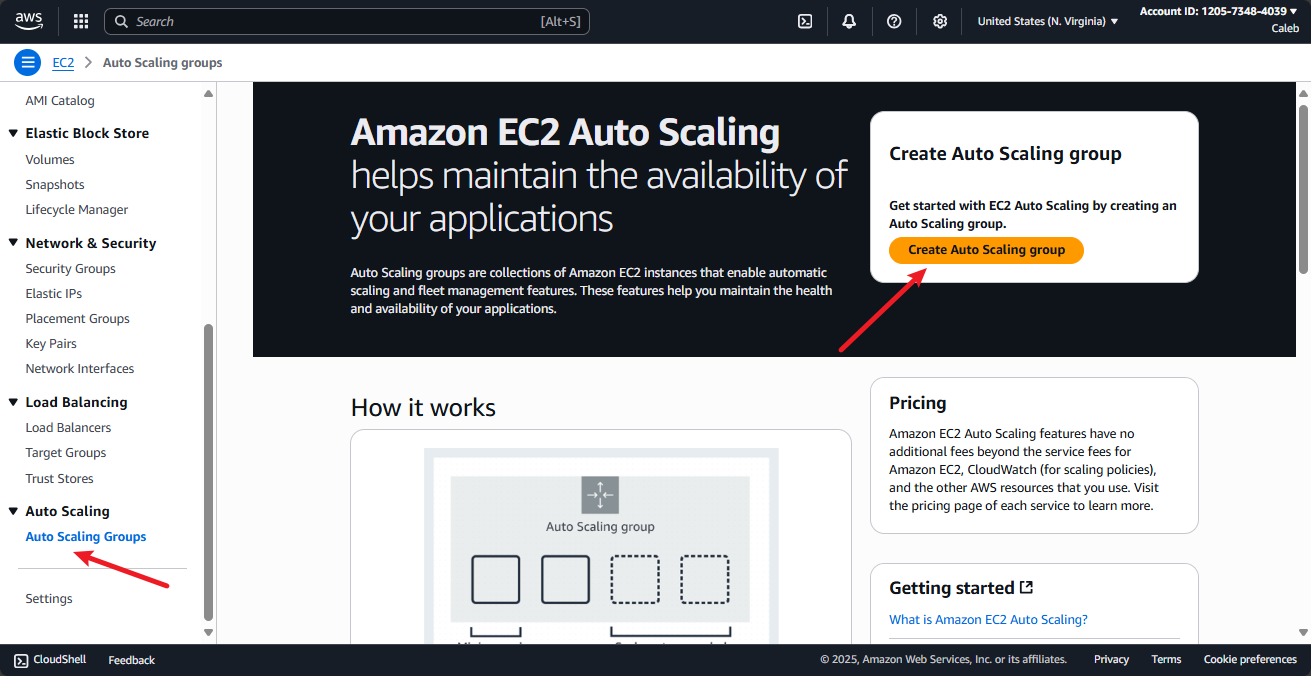 aws
Search
[Alt+S]
United States (N. Virginia)
Account ID: 1205-7348-4039
Caleb
EC2
Auto Scaling groups
AMI Catalog
Elastic Block Store
Volumes
Snapshots
Lifecycle Manager
Network & Security
Security Groups
Elastic IPs
Placement Groups
Key Pairs
Network Interfaces
Load Balancing
Load Balancers
Target Groups
Trust Stores
Auto Scaling
Auto Scaling Groups
Settings
Amazon EC2 Auto Scaling
helps maintain the availability of
your applications
Auto Scaling groups are collections of Amazon EC2 instances that enable automatic
scaling and fleet management features. These features help you maintain the health
and availability of your applications.
Create Auto Scaling group
Get started with EC2 Auto Scaling by creating an
Auto Scaling group.
Create Auto Scaling group
How it works
Auto Scaling group
Pricing
Amazon EC2 Auto Scaling features have no
additional fees beyond the service fees for
Amazon EC2, CloudWatch (for scaling policies),
and the other AWS resources that you use. Visit
the pricing page of each service to learn more.
Getting started
What is Amazon EC2 Auto Scaling?
CloudShell
Feedback
© 2025, Amazon Web Services, Inc. or its affiliates.
Privacy
Terms
Cookie preferences